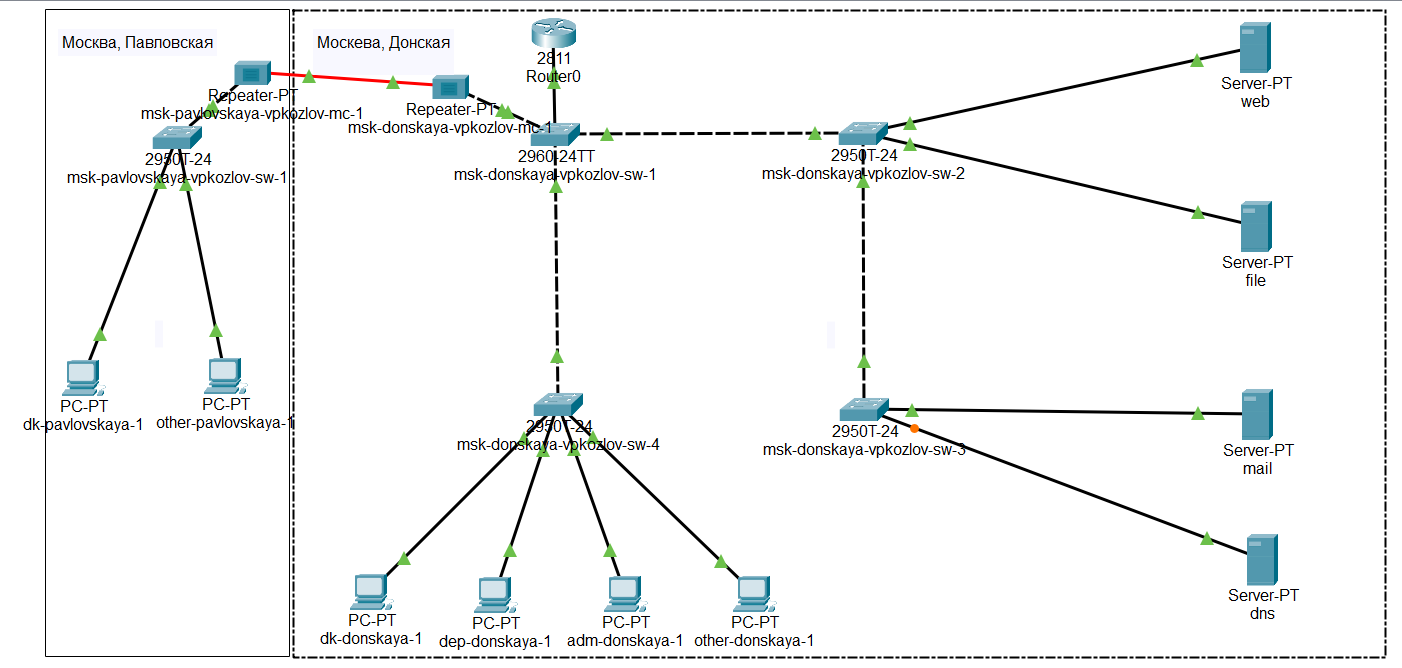 Москва, Павловская
Москева, Донская
2811
Router0
Repeater-PT
msk-pavlovskaya-vpkozlov-mc-1
Repeater-PT
msk-donskaya-vpkozlov-mc-1
2950T-24
msk-pavlovskaya-vpkozlov-sw-1
2960-24TT
msk-donskaya-vpkozlov-sw-1
2950T-24
msk-donskaya-vpkozlov-sw-2
Server-PT
web
Server-PT
file
PC-PT
dk-pavlovskaya-1
PC-PT
other-pavlovskaya-1
2950T-24
msk-donskaya-vpkozlov-sw-4
2950T-24
msk-donskaya-vpkozlov-sw-3
Server-PT
mail
Server-PT
dns
PC-PT
dk-donskaya-1
PC-PT
dep-donskaya-1
PC-PT
adm-donskaya-1
PC-PT
other-donskaya-1